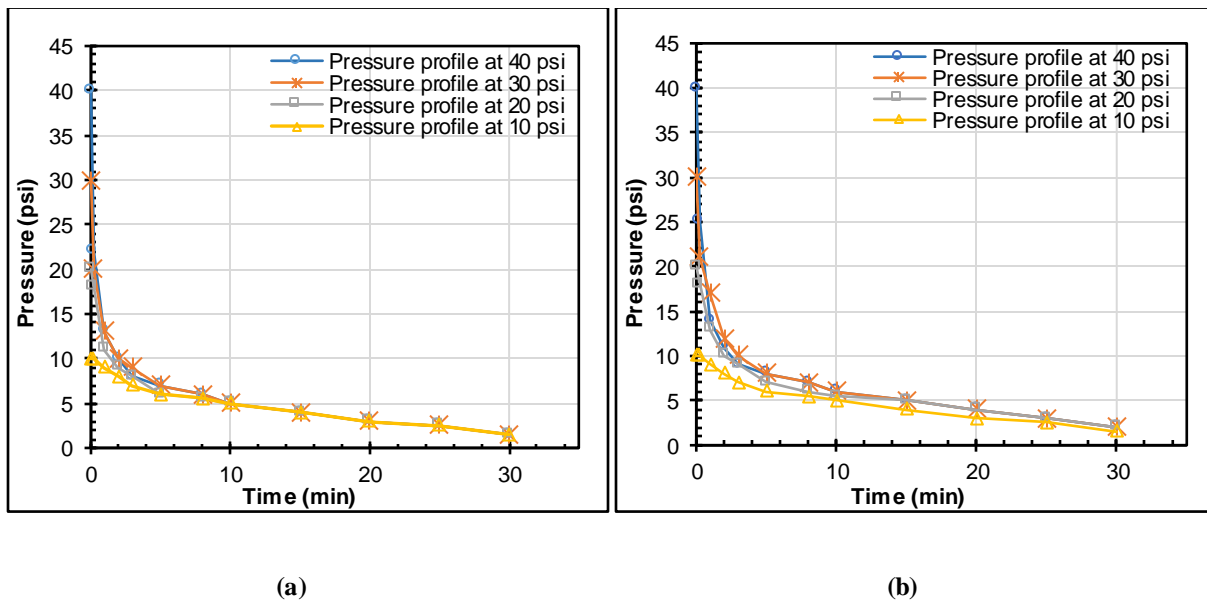 45
40
35
30
25
20
15
10
5
0
Pressure (psi)
Pressure profile at 40 psi
Pressure profile at 30 psi
Pressure profile at 20 psi
Pressure profile at 10 psi
0 10 20 30
Time (min)
(a)
45
40
35
30
25
20
15
10
5
0
Pressure (psi)
Pressure profile at 40 psi
Pressure profile at 30 psi
Pressure profile at 20 psi
Pressure profile at 10 psi
0 10 20 30
Time (min)
(b)